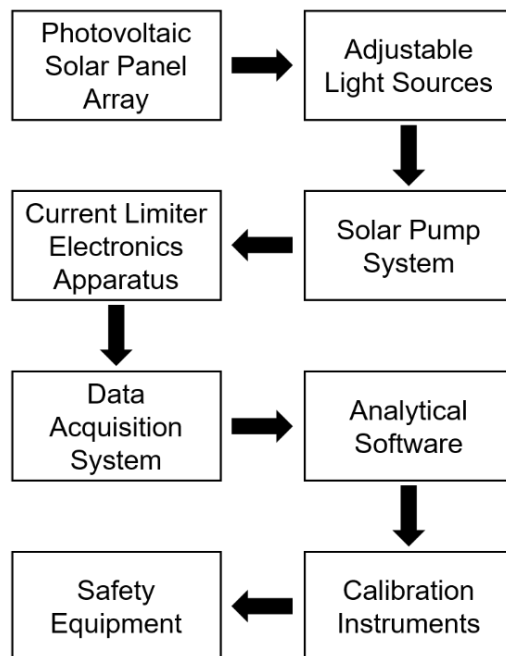 Photovoltaic
Solar Panel
Array
Adjustable
Light Sources
Solar Pump
System
Current Limiter
Electronics
Apparatus
Data
Acquisition
System
Analytical
Software
Calibration
Instruments
Safety
Equipment